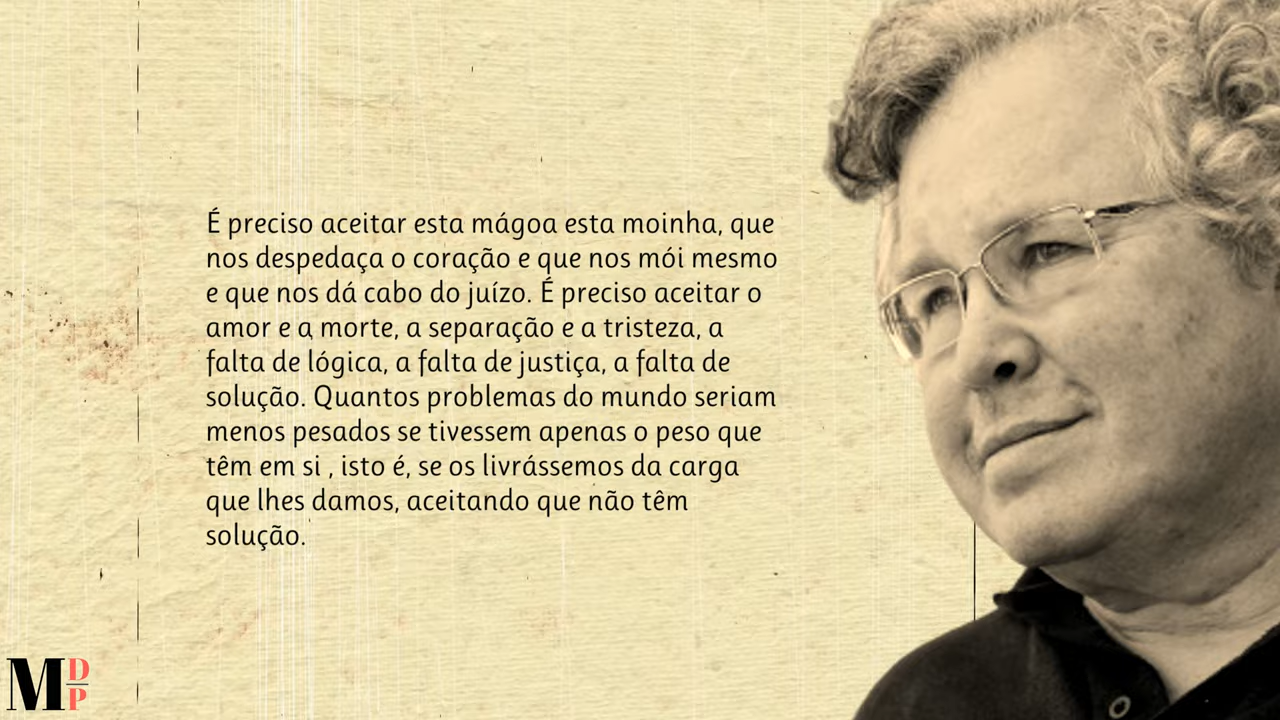 É preciso aceitar esta mágoa esta moinha, que
nos despedaça o coração e que nos mói mesmo
e que nos dá cabo do juízo. É preciso aceitar o
amor e a morte, a separação e a tristeza, a
falta de lógica, a falta de justiça, a falta de
solução. Quantos problemas do mundo seriam
menos pesados se tivessem apenas o peso que
têm em si , isto é, se os livrássemos da carga
que lhes damos, aceitando que não têm
solução.
M D
P